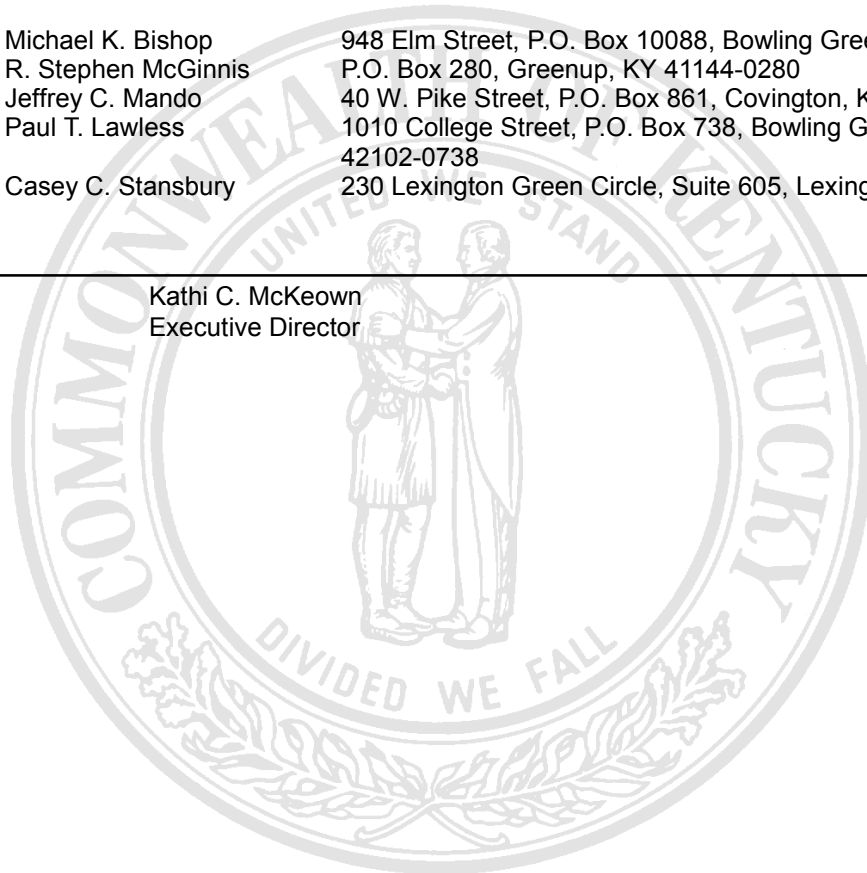 Michael K. Bishop 948 Elm Street, P.O. Box 10088, Bowling Gree
R. Stephen McGinnis P.O. Box 280, Greenup, KY 41144-0280
Jeffrey C. Mando 40 W. Pike Street, P.O. Box 861, Covington, K
Paul T. Lawless 1010 College Street, P.O. Box 738, Bowling G
42102-0738
Casey C. Stansbury 230 Lexington Green Circle, Suite 605, Lexing
COMMONWEALTH OF KENTUCKY
UNITED WE STAND
Kathi C. McKeown
Executive Director
DIVIDED WE FALL